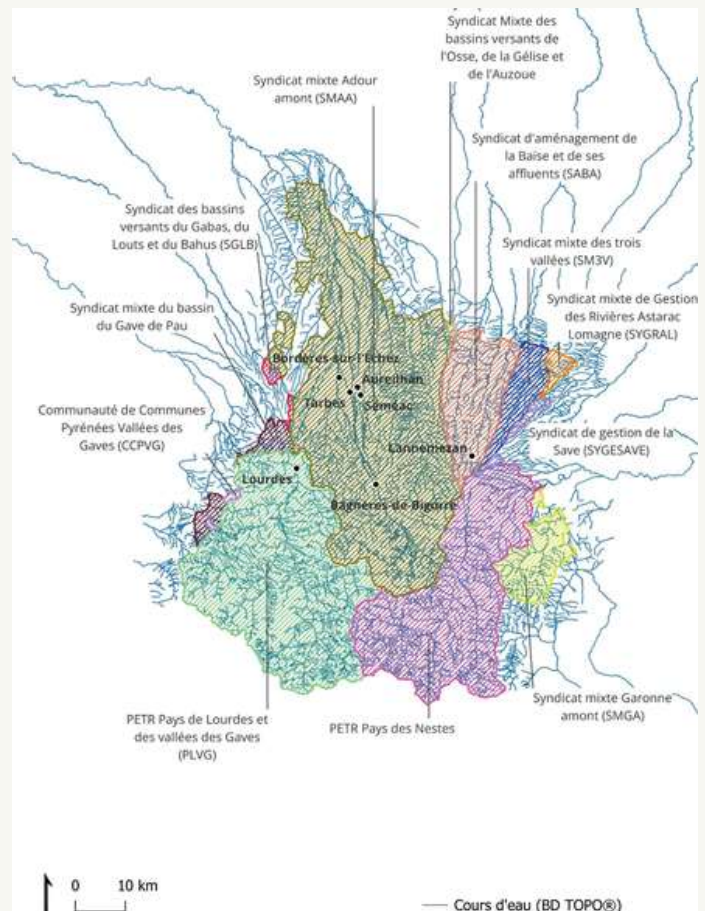 Syndicat Mixte des
bassins versants de
l'Osse, de la Gélise et
de l'Auzoue
Syndicat mixte Adour
amont (SMAA)
Syndicat d'aménagement de
la Baïse et de ses
affluents (SABA)
Syndicat des bassins
versants du Gabas, du
Louts et du Bahus (SGLB)
Syndicat mixte des trois
vallées (SM3V)
Syndicat mixte de Gestion
des Rivières Astarac
Lomagne (SYGRAL)
Syndicat mixte du bassin
du Gave de Pau
Bordères-sur-l'Echez
Aureilhan
Tarbes
Séméac
Communauté de Communes
Pyrénées Vallées des
Gaves (CCPVG)
Syndicat de gestion de la
Save (SYGESAVE)
Lannemezan
Lourdes
Bagnères-de-Bigorre
Syndicat mixte Garonne
amont (SMGA)
PETR Pays de Lourdes et
des vallées des Gaves
(PLVG)
PETR Pays des Nestes
0 10 km
Cours d'eau (BD TOPO®)